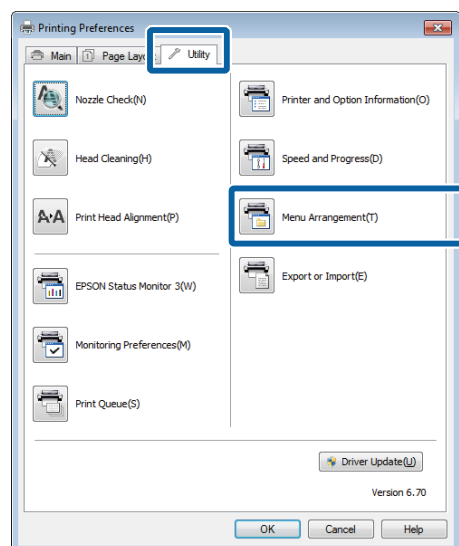 Printing Preferences
Main
Page Lay
Utility
Nozzle Check(N)
Printer and Option Information(O)
Head Cleaning(H)
Speed and Progress(D)
Print Head Alignment(P)
Menu Arrangement(T)
EPSON Status Monitor 3(W)
Export or Import(E)
Monitoring Preferences(M)
Print Queue(S)
Driver Update(U)
Version 6.70
OK
Cancel
Help